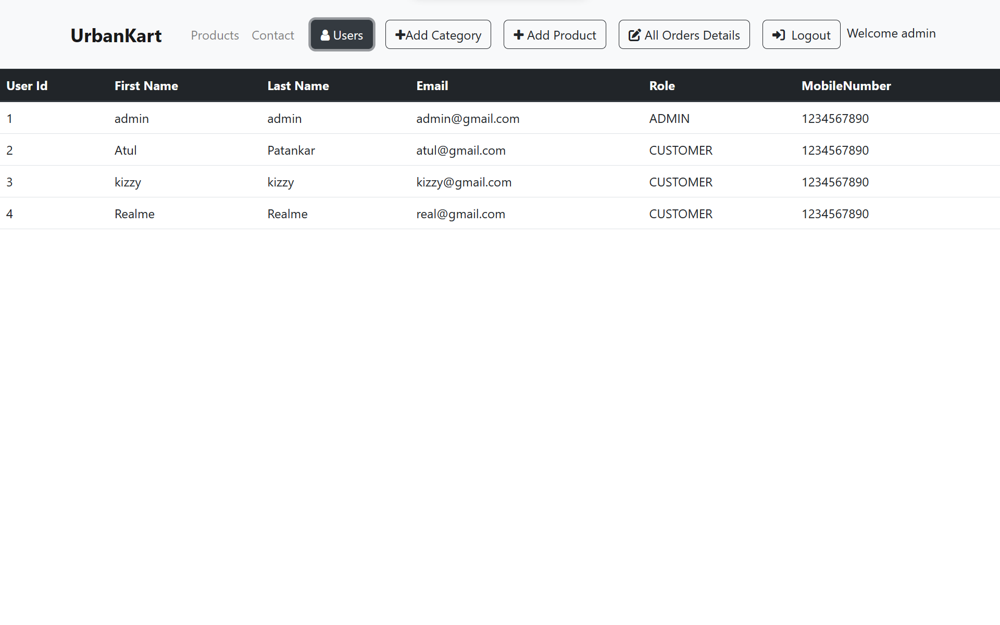 UrbanKart Products Contact Users Add Category Add Product All Orders Details Logout Welcome admin
User Id First Name Last Name Email Role MobileNumber
1 admin admin admin@gmail.com ADMIN 1234567890
2 Atul Patankar atul@gmail.com CUSTOMER 1234567890
3 kizzy kizzy kizzy@gmail.com CUSTOMER 1234567890
4 Realme Realme real@gmail.com CUSTOMER 1234567890